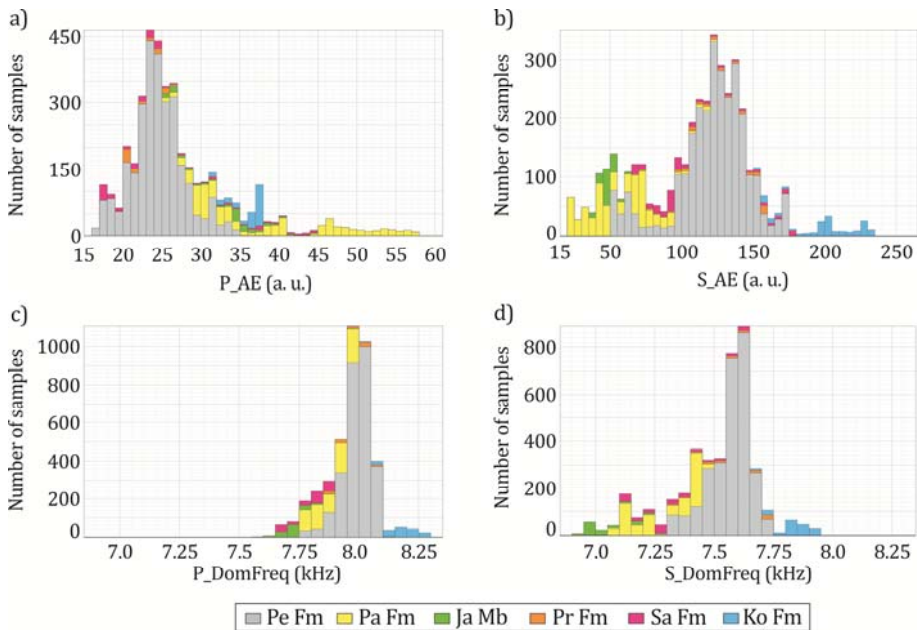 a)
Number of samples
450
300
150
0
15 20 25 30 35 40 45 50 55 60
P_AE (a. u.)
b)
Number of samples
300
200
100
0
15 50 100 150 200 250
S_AE (a. u.)
c)
Number of samples
1000
800
600
400
200
0
7.0 7.25 7.5 7.75 8.0 8.25
P_DomFreq (kHz)
d)
Number of samples
800
600
400
200
0
7.0 7.25 7.5 7.75 8.0 8.25
S_DomFreq (kHz)
Pe Fm Pa Fm Ja Mb Pr Fm Sa Fm Ko Fm